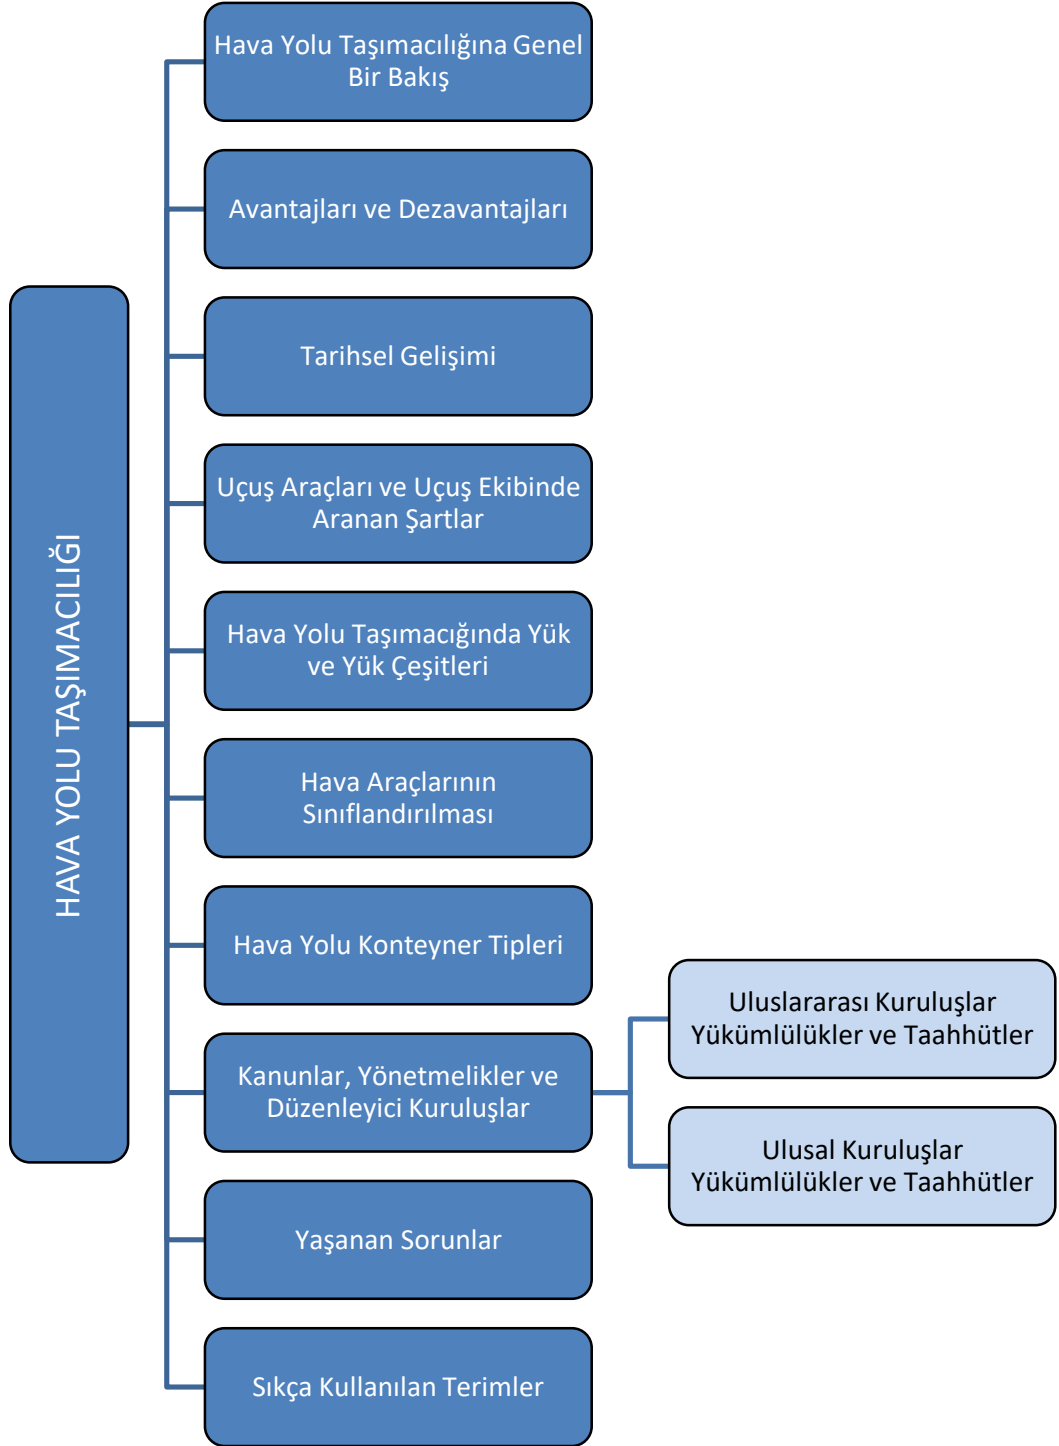 HAVA YOLU TAŞIMACILIĞI
Hava Yolu Taşımacılığına Genel
Bir Bakış
Avantajları ve Dezavantajları
Tarihsel Gelişimi
Uçuş Araçları ve Uçuş Ekibinde
Aranan Şartlar
Hava Yolu Taşımacığında Yük
ve Yük Çeşitleri
Hava Araçlarının
Sınıflandırılması
Hava Yolu Konteyner Tipleri
Kanunlar, Yönetmelikler ve
Düzenleyici Kuruluşlar
Uluslararası Kuruluşlar
Yükümlülükler ve Taahhütler
Ulusal Kuruluşlar
Yükümlülükler ve Taahhütler
Yaşanan Sorunlar
Sıkça Kullanılan Terimler